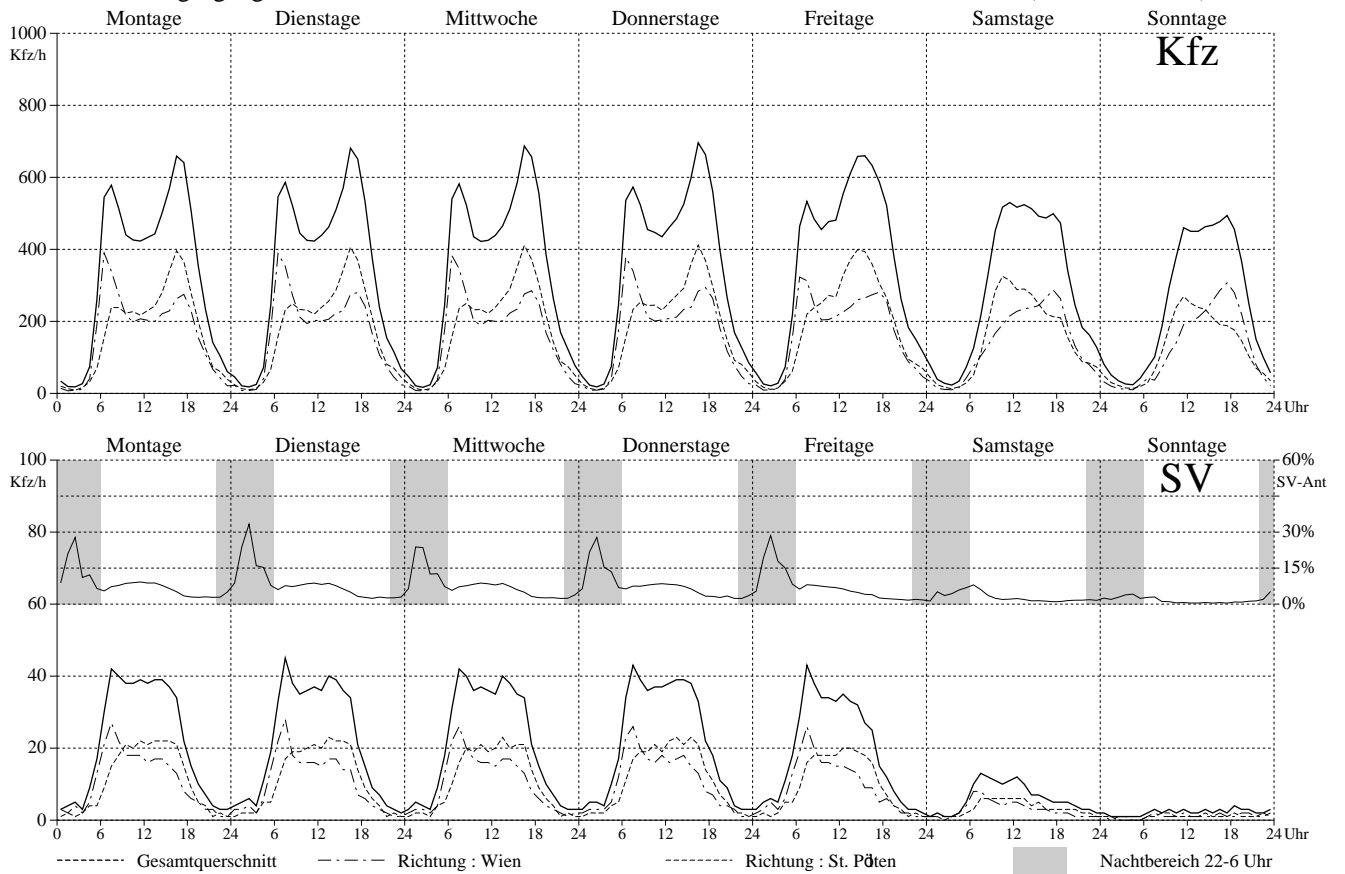 Montage Dienstage Mittwoche Donnerstage Freitage Samstage Sonntage
1000
Kfz/h
Kfz
800
600
400
200
0
0 6 12 18 24 6 12 18 24 6 12 18 24 6 12 18 24 6 12 18 24 6 12 18 24 6 12 18 24 Uhr
Montage Dienstage Mittwoche Donnerstage Freitage Samstage Sonntage
100 60%
Kfz/h SV SV-Ant
80 30%
15%
60 0%
40
20
0
0 6 12 18 24 6 12 18 24 6 12 18 24 6 12 18 24 6 12 18 24 6 12 18 24 6 12 18 24 Uhr
Gesamtquerschnitt Richtung : Wien Richtung : St. Pölten Nachtbereich 22-6 Uhr